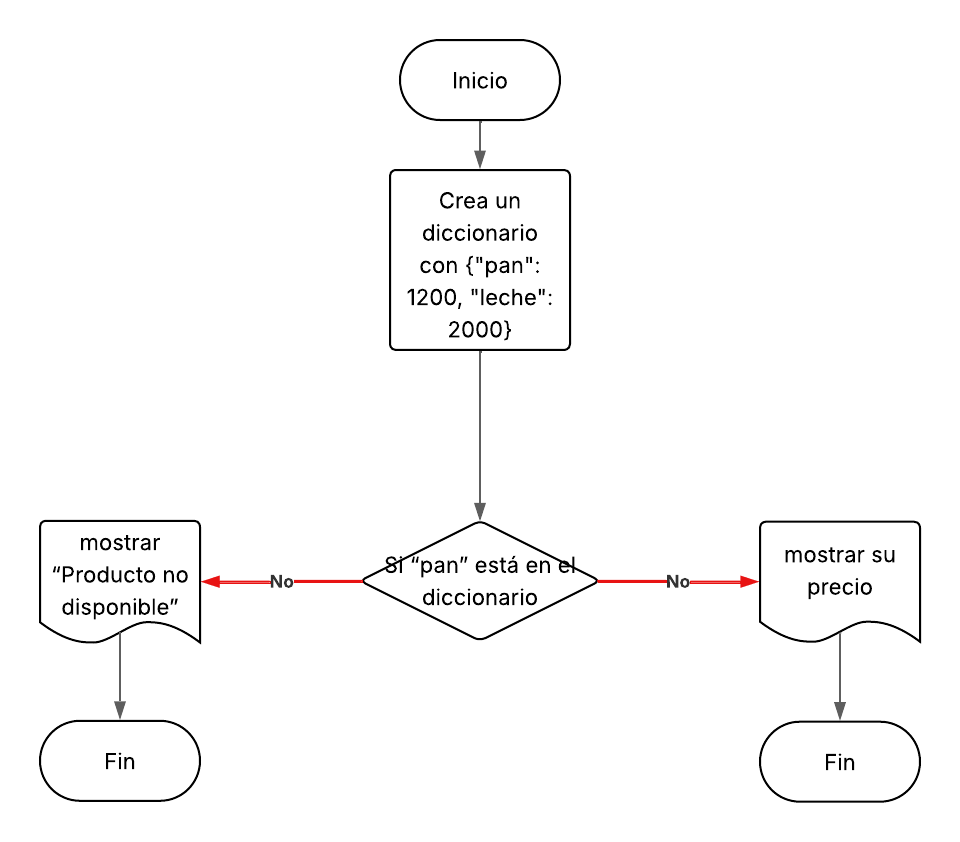 Inicio
Crea un
diccionario
con {"pan":
1200, "leche":
2000}
mostrar
“Producto no
disponible”
No
Si “pan” está en el
diccionario
No
mostrar su
precio
Fin
Fin